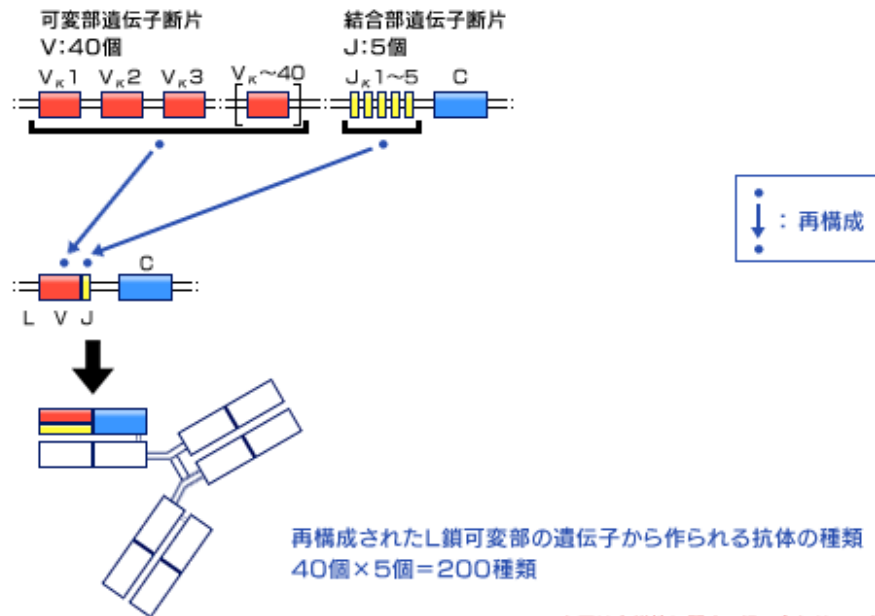 可変部遺伝子断片
V:40個
結合部遺伝子断片
J:5個
Vκ1 Vκ2 Vκ3 Vκ~40 Jκ1~5 C
: 再構成
C
L V J
再構成されたL鎖可変部の遺伝子から作られる抗体の種類
40個×5個=200種類